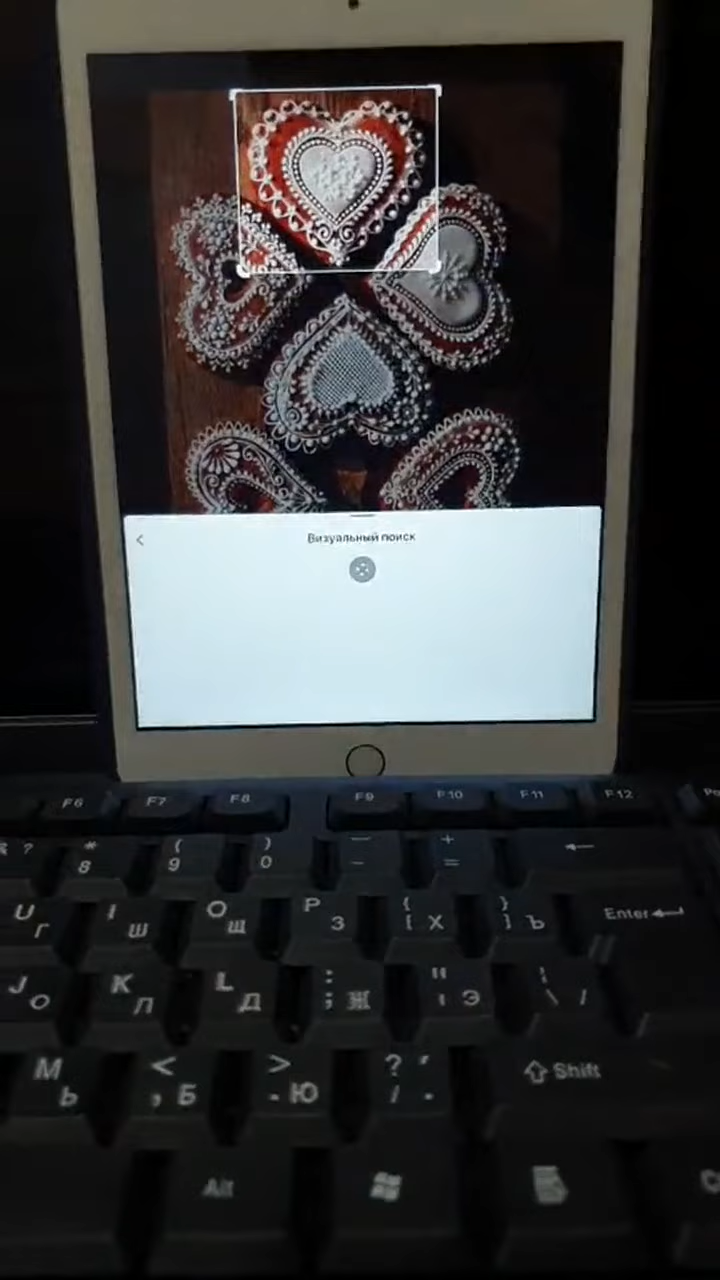 Визуальный поиск
F6 F7 F8 F9 F10 F11 F12
? * 8 ( 9 ) 0 — - + =
U Г I Ш O Щ P З { [ Х } ] Ъ Enter
J О K Л L Д : ; Ж " ' Э | \ /
M Ь < , Б > . Ю ? / , . Shift
Alt